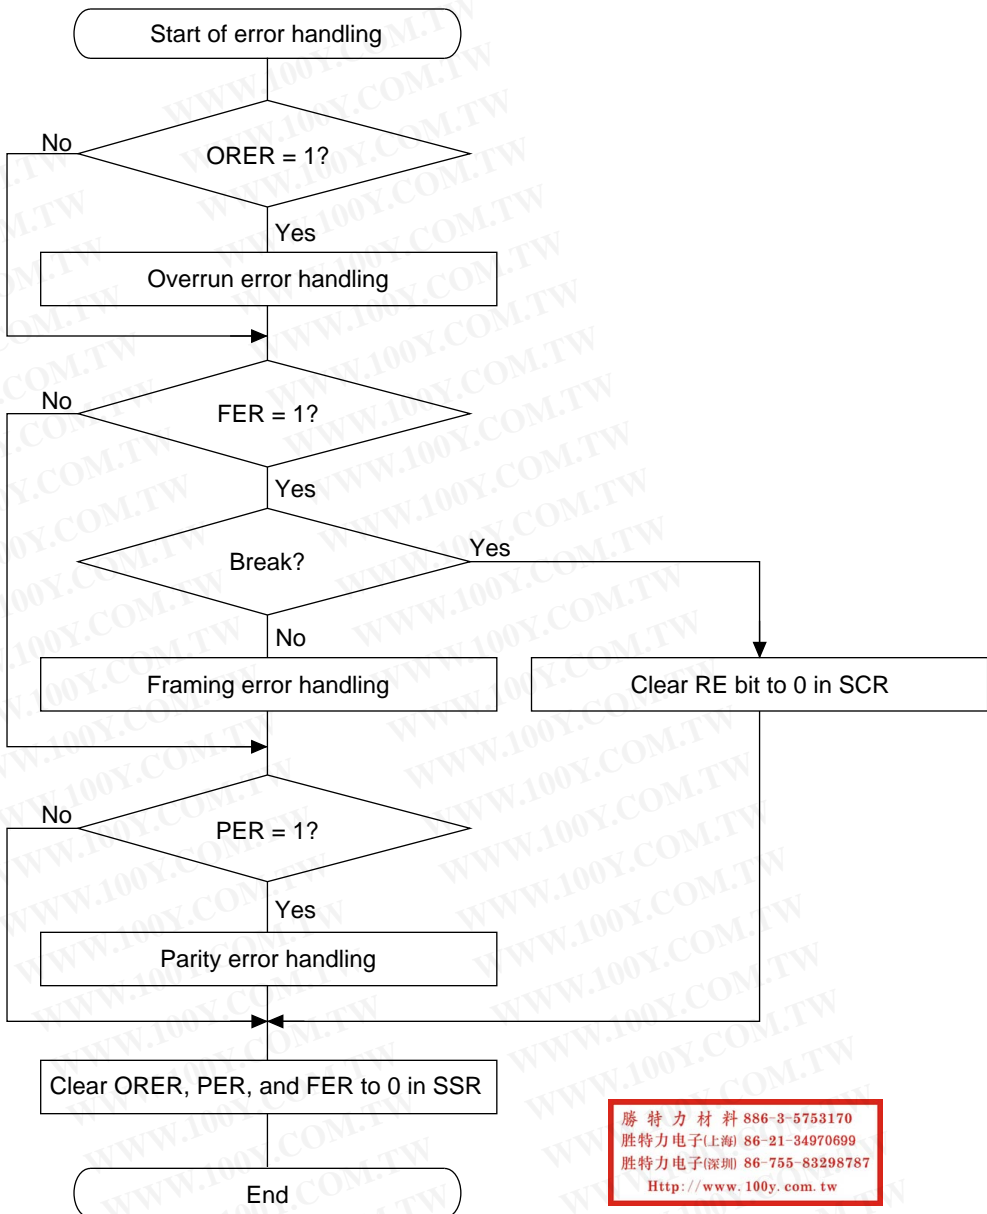 Start of error handling
No
ORER = 1?
Yes
Overrun error handling
No
FER = 1?
Yes
Break?
Yes
No
Framing error handling
Clear RE bit to 0 in SCR
No
PER = 1?
Yes
Parity error handling
Clear ORER, PER, and FER to 0 in SSR
End
勝 特 力 材 料 886-3-5753170
胜特力电子(上海) 86-21-34970699
胜特力电子(深圳) 86-755-83298787
Http://www.100y.com.tw
WWW.100Y.COM.TW